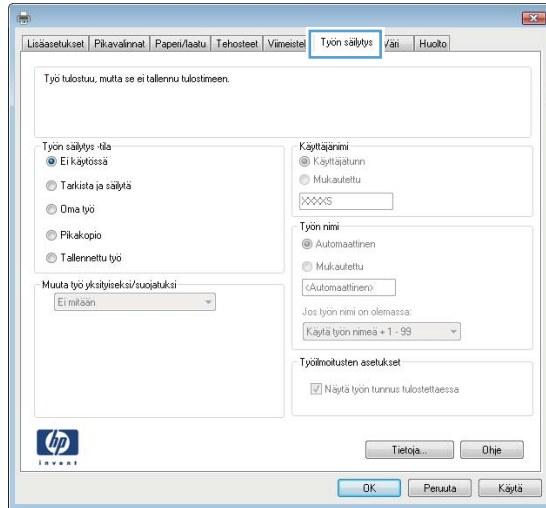 Lisäasetukset Pikavalinnat Paperi/laatu Tehosteet Viimeistel Työn säilytys Väri Huolto
Työ tulostuu, mutta se ei tallennu tulostimeen.
Työn säilytys -tila
Ei käytössä
Tarkista ja säilytä
Oma työ
Pikakopio
Tallennettu työ
Muuta työ yksityiseksi/suojatuksi
Ei mitään
Käyttäjänimi
Käyttäjätunn
Mukautettu
XXXXS
Työn nimi
Automaattinen
Mukautettu
<Automaattinen>
Jos työn nimi on olemassa:
Käytä työn nimeä + 1 - 99
Työilmoitusten asetukset
Näytä työn tunnus tulostettaessa
hp
invent
Tietoja... Ohje
OK Peruuta Käytä